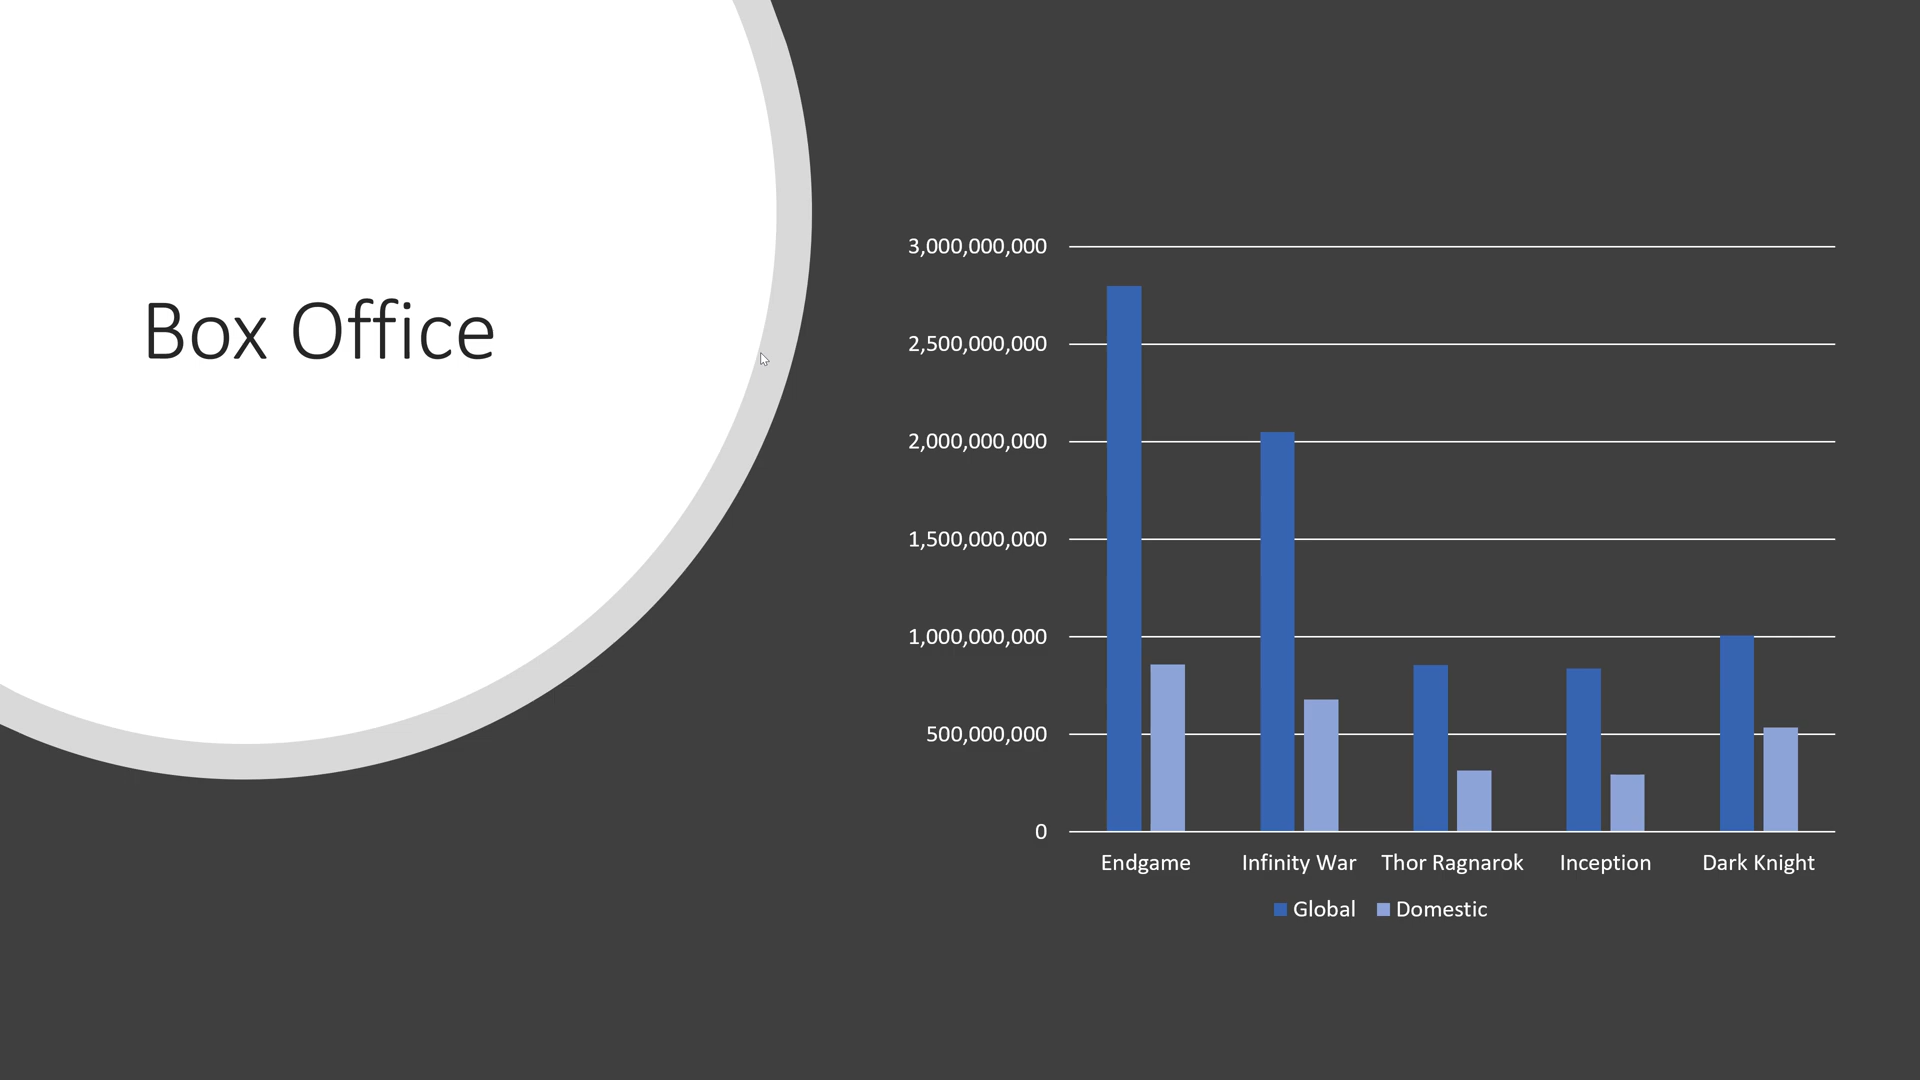 Box Office
3,000,000,000
2,500,000,000
2,000,000,000
1,500,000,000
1,000,000,000
500,000,000
0
Endgame Infinity War Thor Ragnarok Inception Dark Knight
Global Domestic